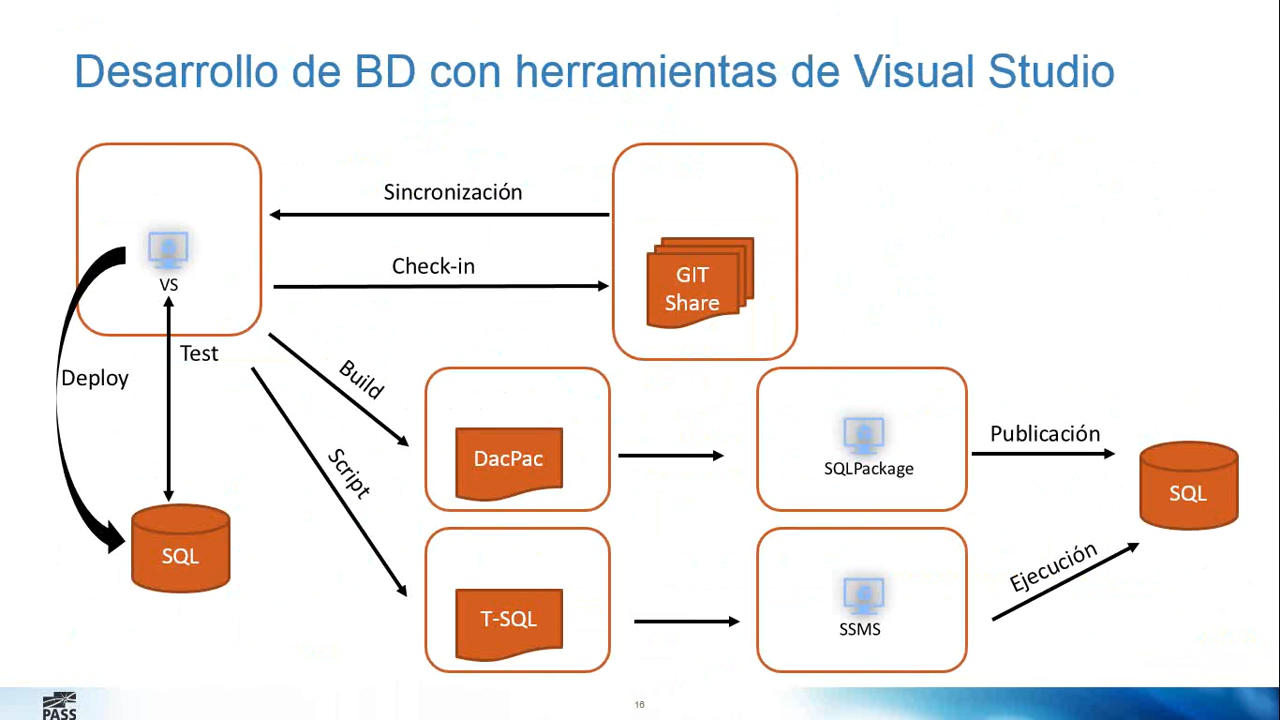 Desarrollo de BD con herramientas de Visual Studio
Sincronización
Check-in
VS
GIT
Share
Test
Deploy
Build
Script
DacPac
SQLPackage
Publicación
SQL
SQL
T-SQL
SSMS
Ejecución
PASS
16